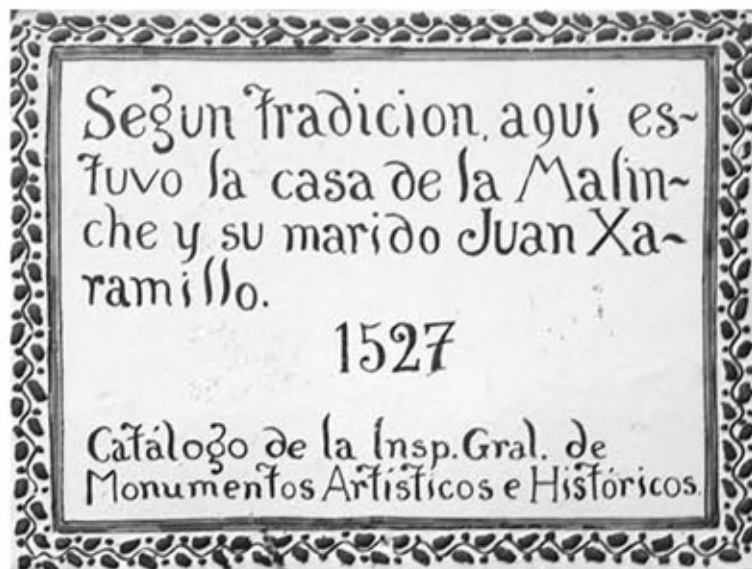 Segun tradicion, aqui es~
tuvo la casa de la Malin~
che y su marido Juan Xa~
ramillo.
1527
Catálogo de la Insp. Gral. de
Monumentos Artísticos e Históricos.